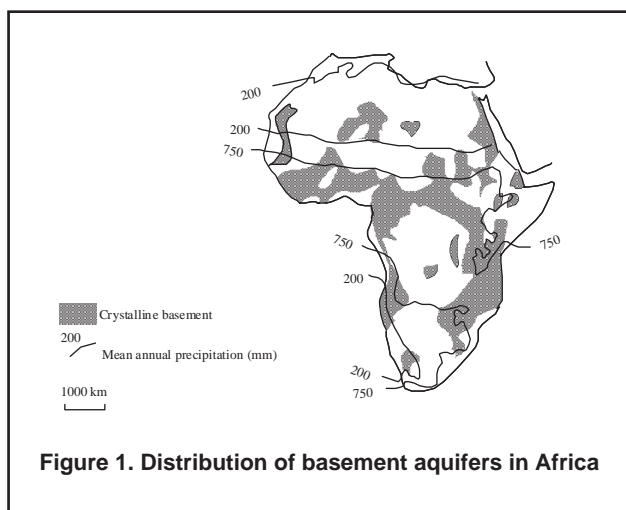 200
200
750
750
200
750
200
750
Crystalline basement
200
Mean annual precipitation (mm)
1000 km
Figure 1. Distribution of basement aquifers in Africa